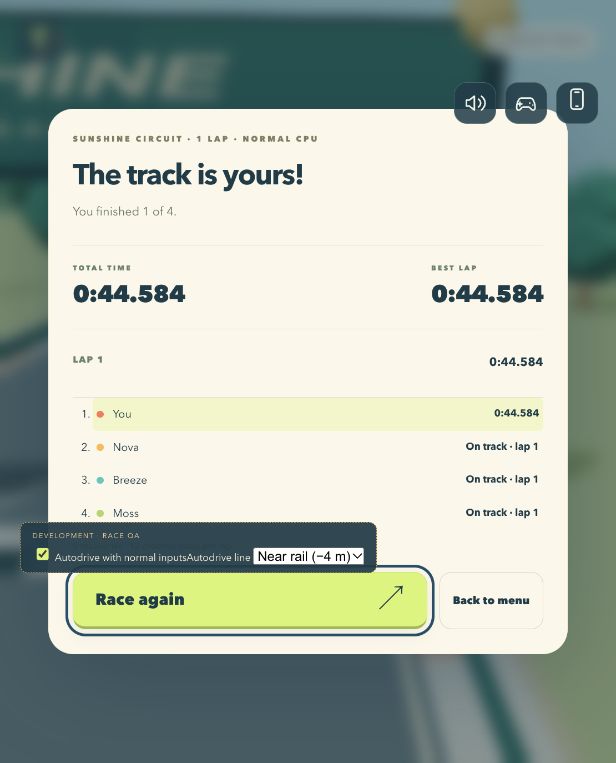 HINE
SUNSHINE CIRCUIT · 1 LAP · NORMAL CPU
The track is yours!
You finished 1 of 4.
TOTAL TIME
BEST LAP
0:44.584
0:44.584
LAP 1
0:44.584
1. You 0:44.584
2. Nova On track · lap 1
3. Breeze On track · lap 1
4. Moss On track · lap 1
DEVELOPMENT RACE QA
Autodrive with normal inputsAutodrive line Near rail (−4 m)
Race again
Back to menu